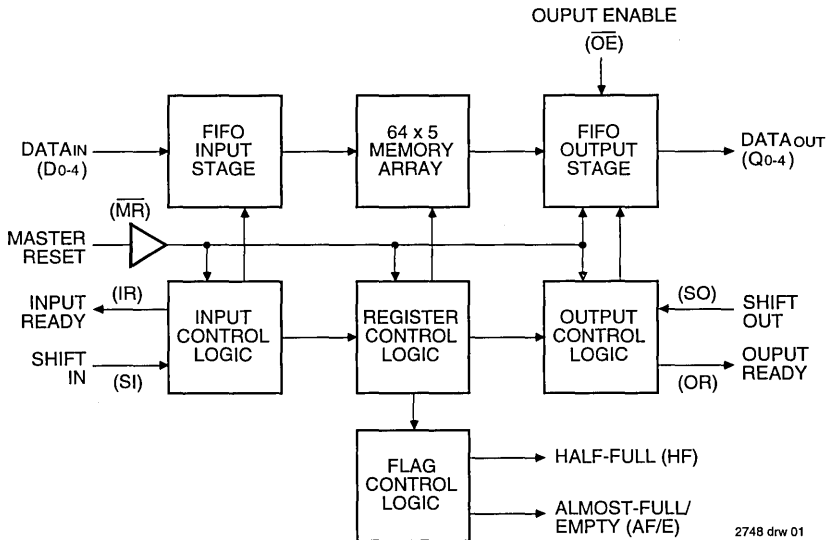 OUPUT ENABLE
(OE)
DATAIN
(D0-4)
FIFO
INPUT
STAGE
64 x 5
MEMORY
ARRAY
FIFO
OUTPUT
STAGE
DATAOUT
(Q0-4)
(MR)
MASTER
RESET
INPUT
READY
(IR)
SHIFT
IN
(SI)
INPUT
CONTROL
LOGIC
REGISTER
CONTROL
LOGIC
OUTPUT
CONTROL
LOGIC
(SO)
SHIFT
OUT
(OR)
OUPUT
READY
FLAG
CONTROL
LOGIC
HALF-FULL (HF)
ALMOST-FULL/
EMPTY (AF/E)
2748 drw 01